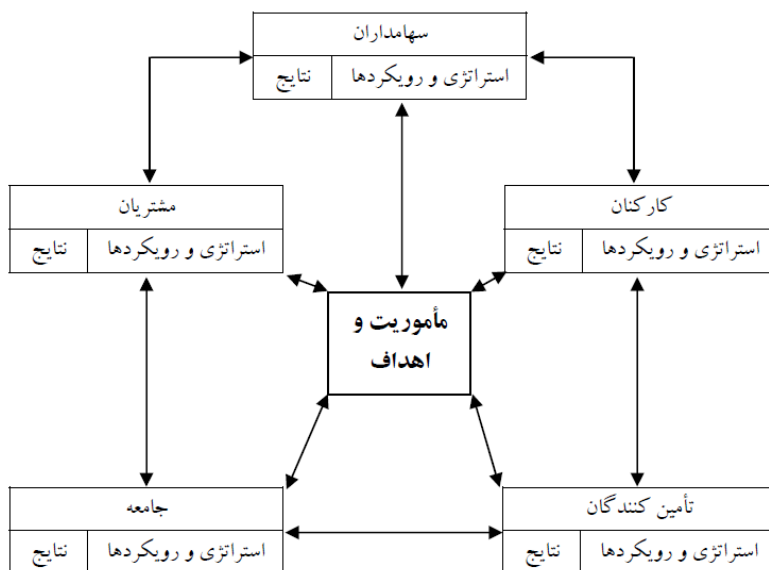 سهامداران
استراتژی و رویکردها نتایج
کارکنان
استراتژی و رویکردها نتایج
مشتریان
استراتژی و رویکردها نتایج
مأموریت و
اهداف
تأمین کنندگان
استراتژی و رویکردها نتایج
جامعه
استراتژی و رویکردها نتایج